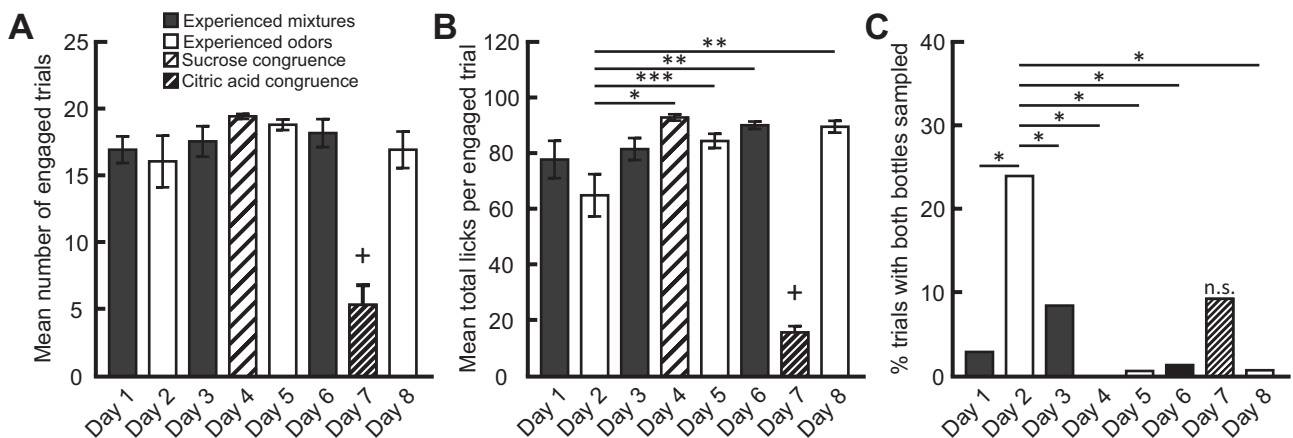 A
Experienced mixtures
Experienced odors
Sucrose congruence
Citric acid congruence
Mean number of engaged trials
25
20
15
10
5
0
+
Day 1
Day 2
Day 3
Day 4
Day 5
Day 6
Day 7
Day 8
B
Mean total licks per engaged trial
120
100
80
60
40
20
0
**
**
***
*
+
Day 1
Day 2
Day 3
Day 4
Day 5
Day 6
Day 7
Day 8
C
% trials with both bottles sampled
40
30
20
10
0
*
*
*
*
*
*
n.s.
Day 1
Day 2
Day 3
Day 4
Day 5
Day 6
Day 7
Day 8